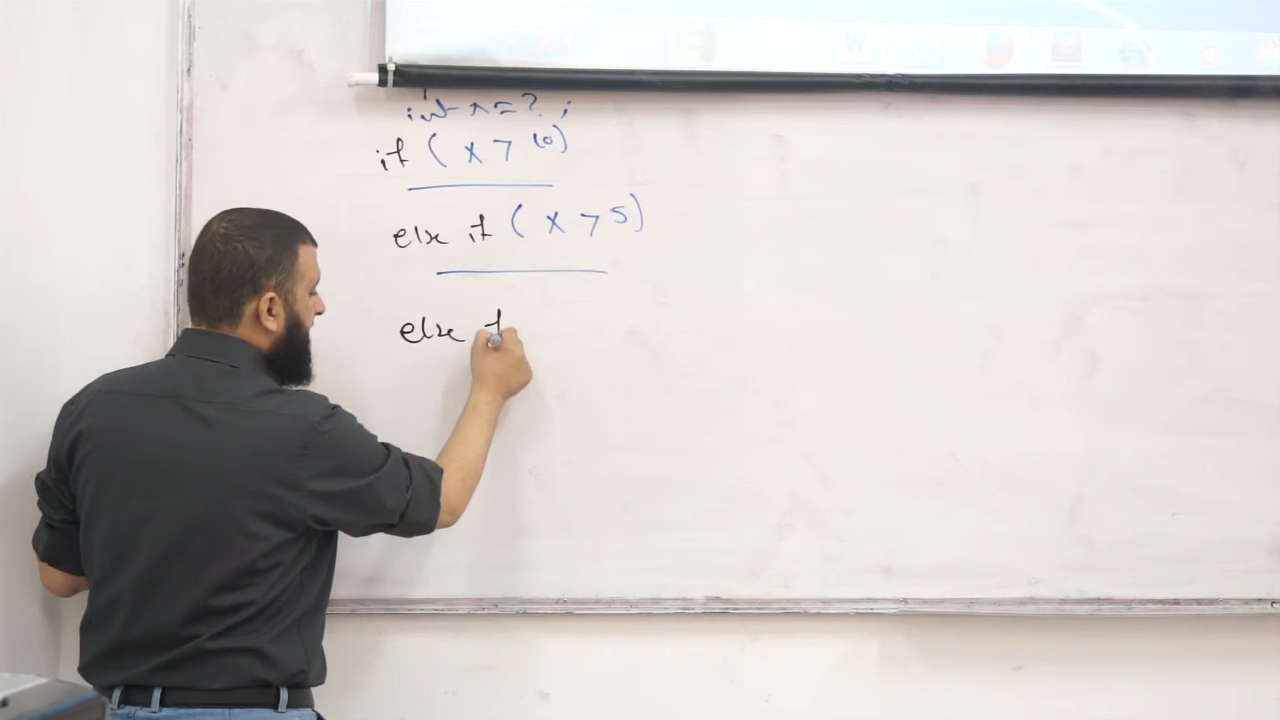 int x = ? ;
if ( x > 10)
else if ( x > 5)
else